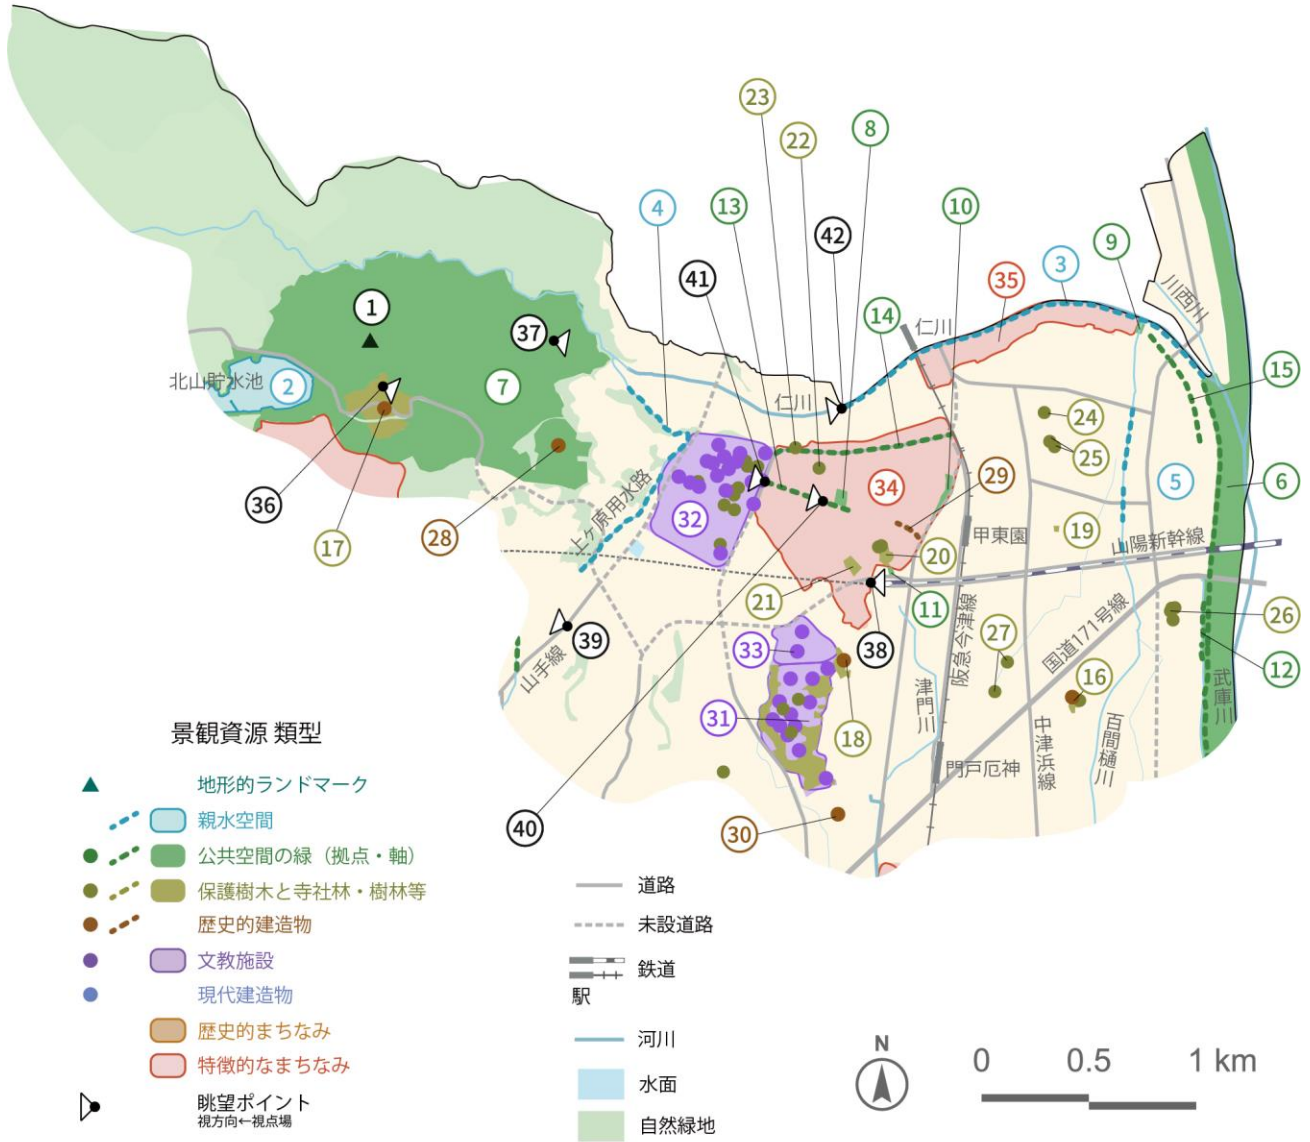 23
22
8
4
13
10
42
9
41
35
3
川西川
1
14
仁川
37
15
北山貯水池
2
7
仁川
24
25
34
29
5
6
36
上ヶ原用水路
32
17
28
甲東園
19
山陽新幹線
20
21
11
26
39
33
38
27
国道171号線
山手線
阪急今津線
16
12
武庫川
31
18
津門川
中津浜線
百間樋川
門戸厄神
40
30
景観資源 類型
地形的ランドマーク
親水空間
公共空間の緑（拠点・軸）
保護樹木と寺社林・樹林等
歴史的建造物
文教施設
現代建造物
歴史的まちなみ
特徴的なまちなみ
眺望ポイント
視方向←視点場
道路
未設道路
鉄道
駅
河川
水面
自然緑地
N
0 0.5 1 km